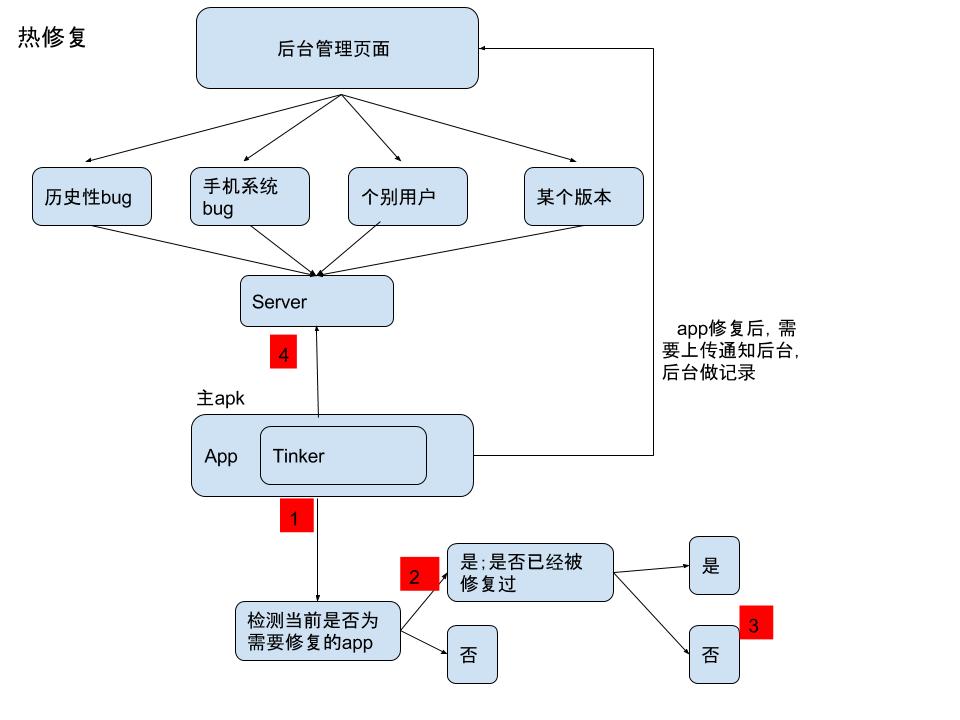 热修复
后台管理页面
历史性bug
手机系统
bug
个别用户
某个版本
Server
4
app修复后，需
要上传通知后台，
后台做记录
主apk
App
Tinker
1
2
是；是否已经被
修复过
是
检测当前是否为
需要修复的app
否
3
否